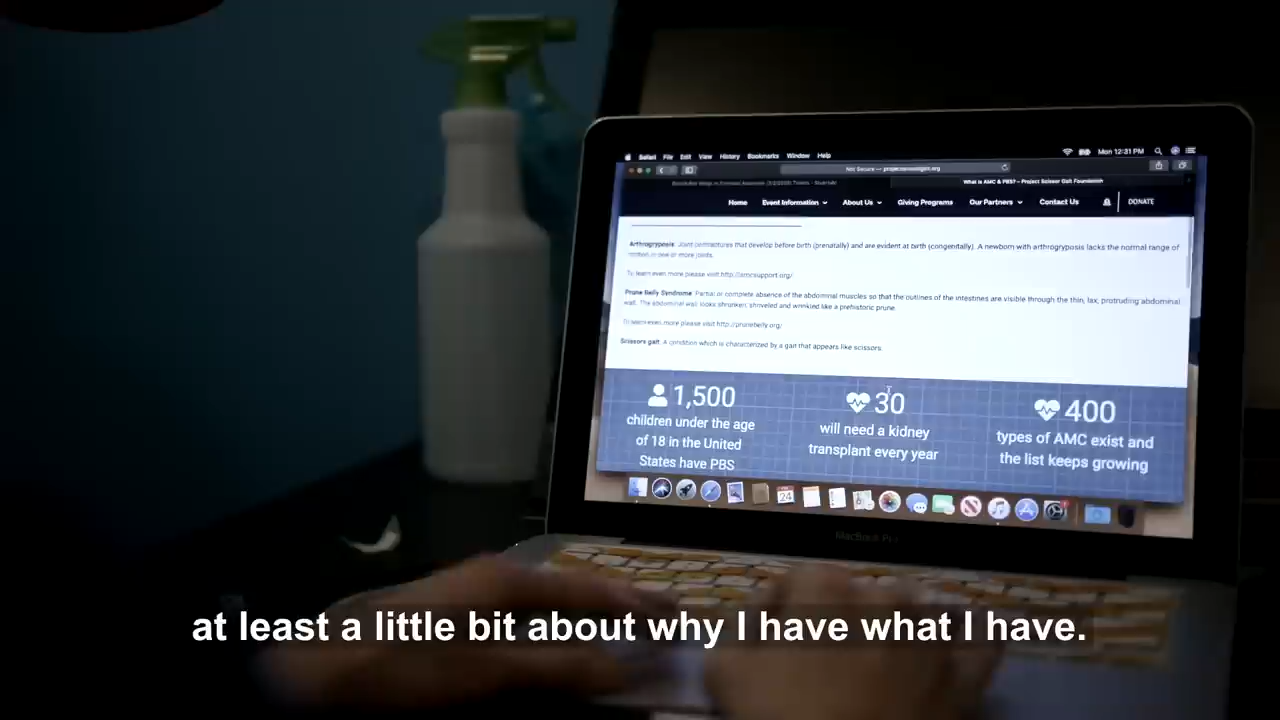 Safari File Edit View History Bookmarks Window Help
Mon 12:31 PM
Not Secure — projectscissorgait.org
What is AMC & PBS? – Project Scissor Gait Foundation
Home Event Information About Us Giving Programs Our Partners Contact Us DONATE
Arthrogryposis: Joint contractures that develop before birth (prenatally) and are evident at birth (congenitally). A newborn with arthrogryposis lacks the normal range of
motion in one or more joints.
To learn even more please visit http://amcsupport.org/
Prune Belly Syndrome: Partial or complete absence of the abdominal muscles so that the outlines of the intestines are visible through the thin, lax, protruding abdominal
wall. The abdominal wall looks shrunken, shriveled and wrinkled like a prehistoric prune.
To learn even more please visit http://prunebelly.org/
Scissors gait: A condition which is characterized by a gait that appears like scissors.
1,500
children under the age
of 18 in the United
States have PBS
30
will need a kidney
transplant every year
400
types of AMC exist and
the list keeps growing
24
MacBook Pro
at least a little bit about why I have what I have.